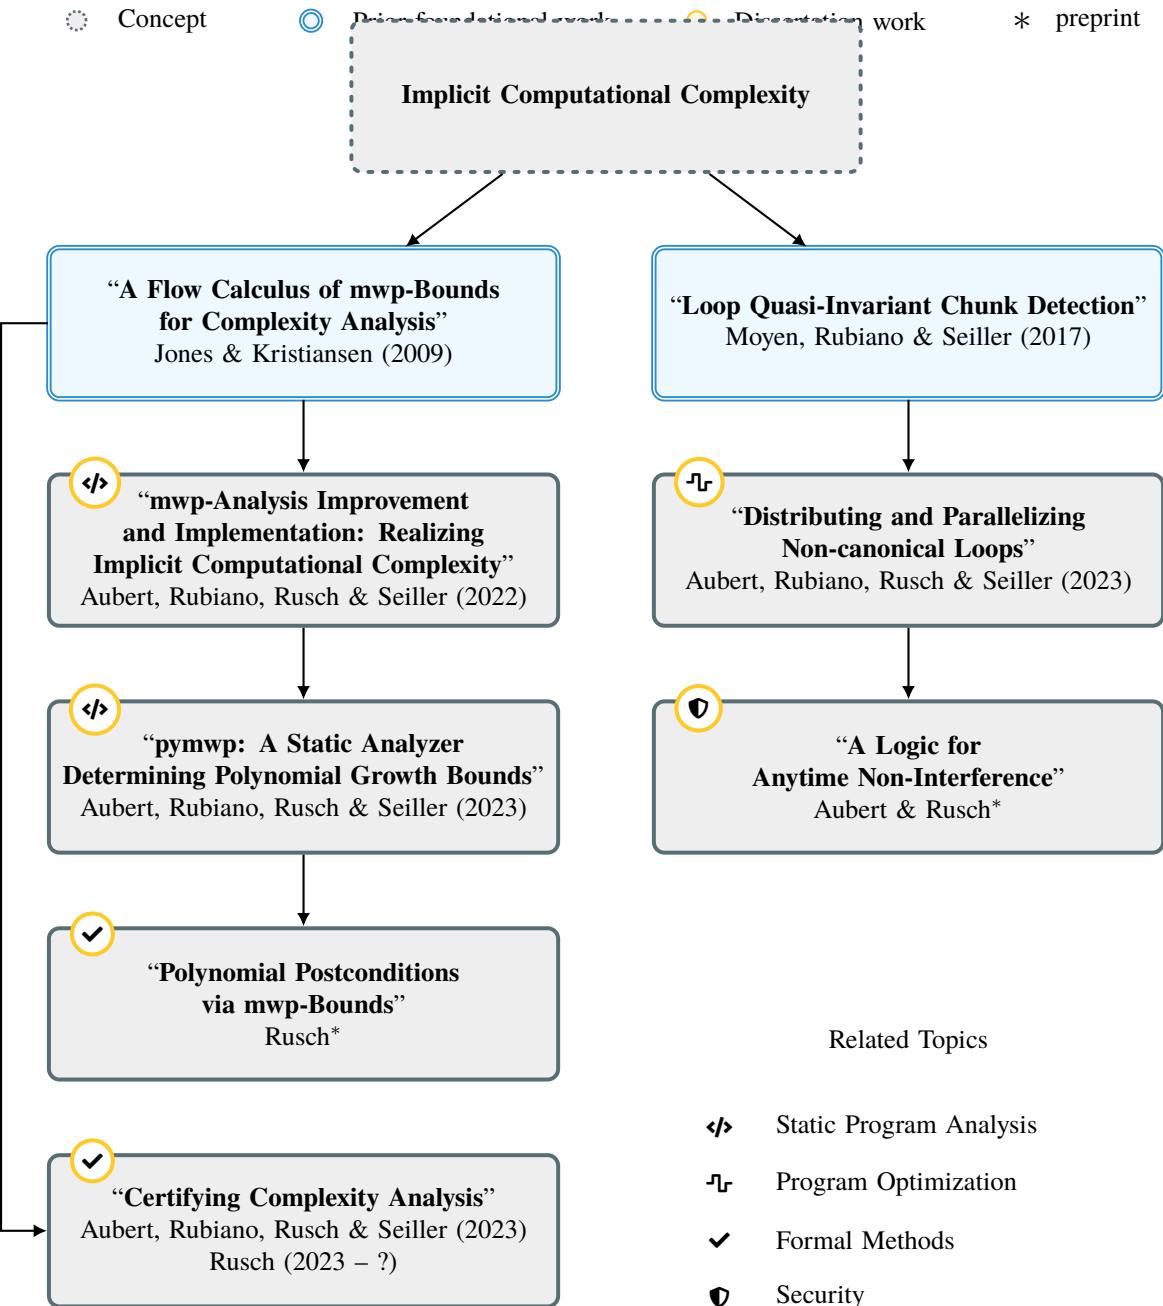 Concept
Prior foundational work
Dissertation work
* preprint
Implicit Computational Complexity
“A Flow Calculus of mwp-Bounds
for Complexity Analysis”
Jones & Kristiansen (2009)
“Loop Quasi-Invariant Chunk Detection”
Moyen, Rubiano & Seiller (2017)
“mwp-Analysis Improvement
and Implementation: Realizing
Implicit Computational Complexity”
Aubert, Rubiano, Rusch & Seiller (2022)
“Distributing and Parallelizing
Non-canonical Loops”
Aubert, Rubiano, Rusch & Seiller (2023)
“pymwp: A Static Analyzer
Determining Polynomial Growth Bounds”
Aubert, Rubiano, Rusch & Seiller (2023)
“A Logic for
Anytime Non-Interference”
Aubert & Rusch*
“Polynomial Postconditions
via mwp-Bounds”
Rusch*
“Certifying Complexity Analysis”
Aubert, Rubiano, Rusch & Seiller (2023)
Rusch (2023 – ?)
Related Topics
Static Program Analysis
Program Optimization
Formal Methods
Security